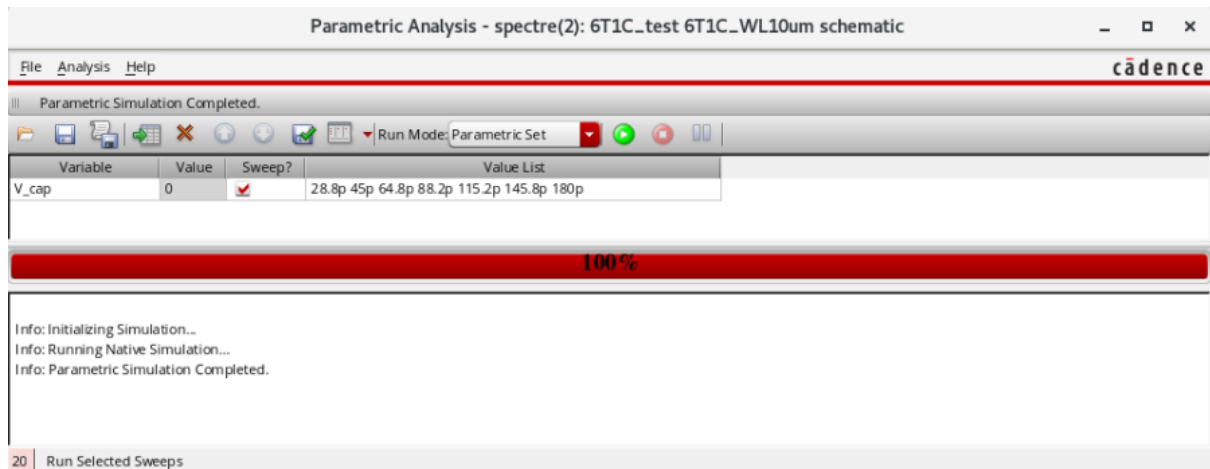 Parametric Analysis - spectre(2): 6T1C_test 6T1C_WL10um schematic
File Analysis Help
cādence
Parametric Simulation Completed.
Run Mode: Parametric Set
Variable Value Sweep? Value List
V_cap 0 28.8p 45p 64.8p 88.2p 115.2p 145.8p 180p
100%
Info: Initializing Simulation...
Info: Running Native Simulation...
Info: Parametric Simulation Completed.
20 Run Selected Sweeps